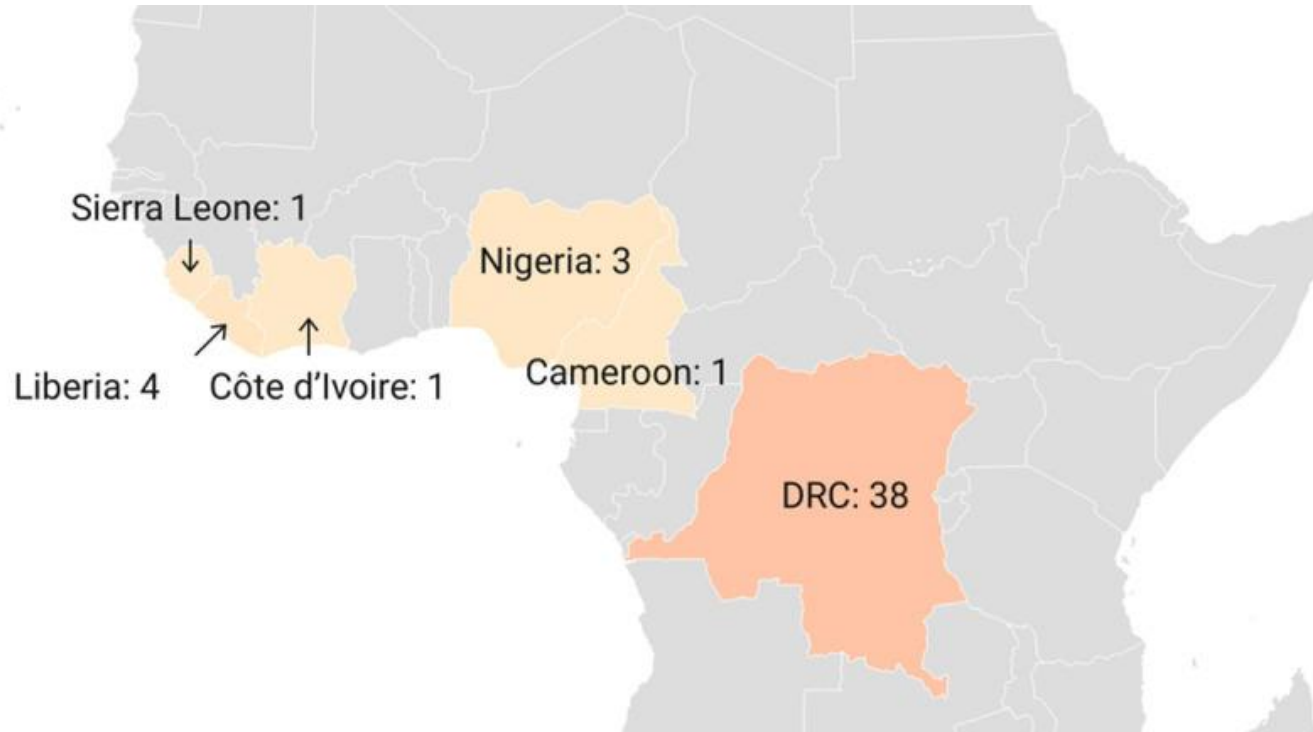 Sierra Leone: 1
Nigeria: 3
Cameroon: 1
Liberia: 4
Côte d’Ivoire: 1
DRC: 38